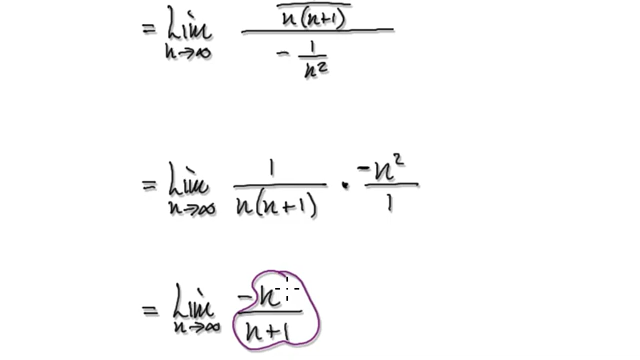 = Lim n→∞ n(n+1) / - 1/n²
= Lim n→∞ 1/n(n+1) · -n²/1
= Lim n→∞ -n/n+1